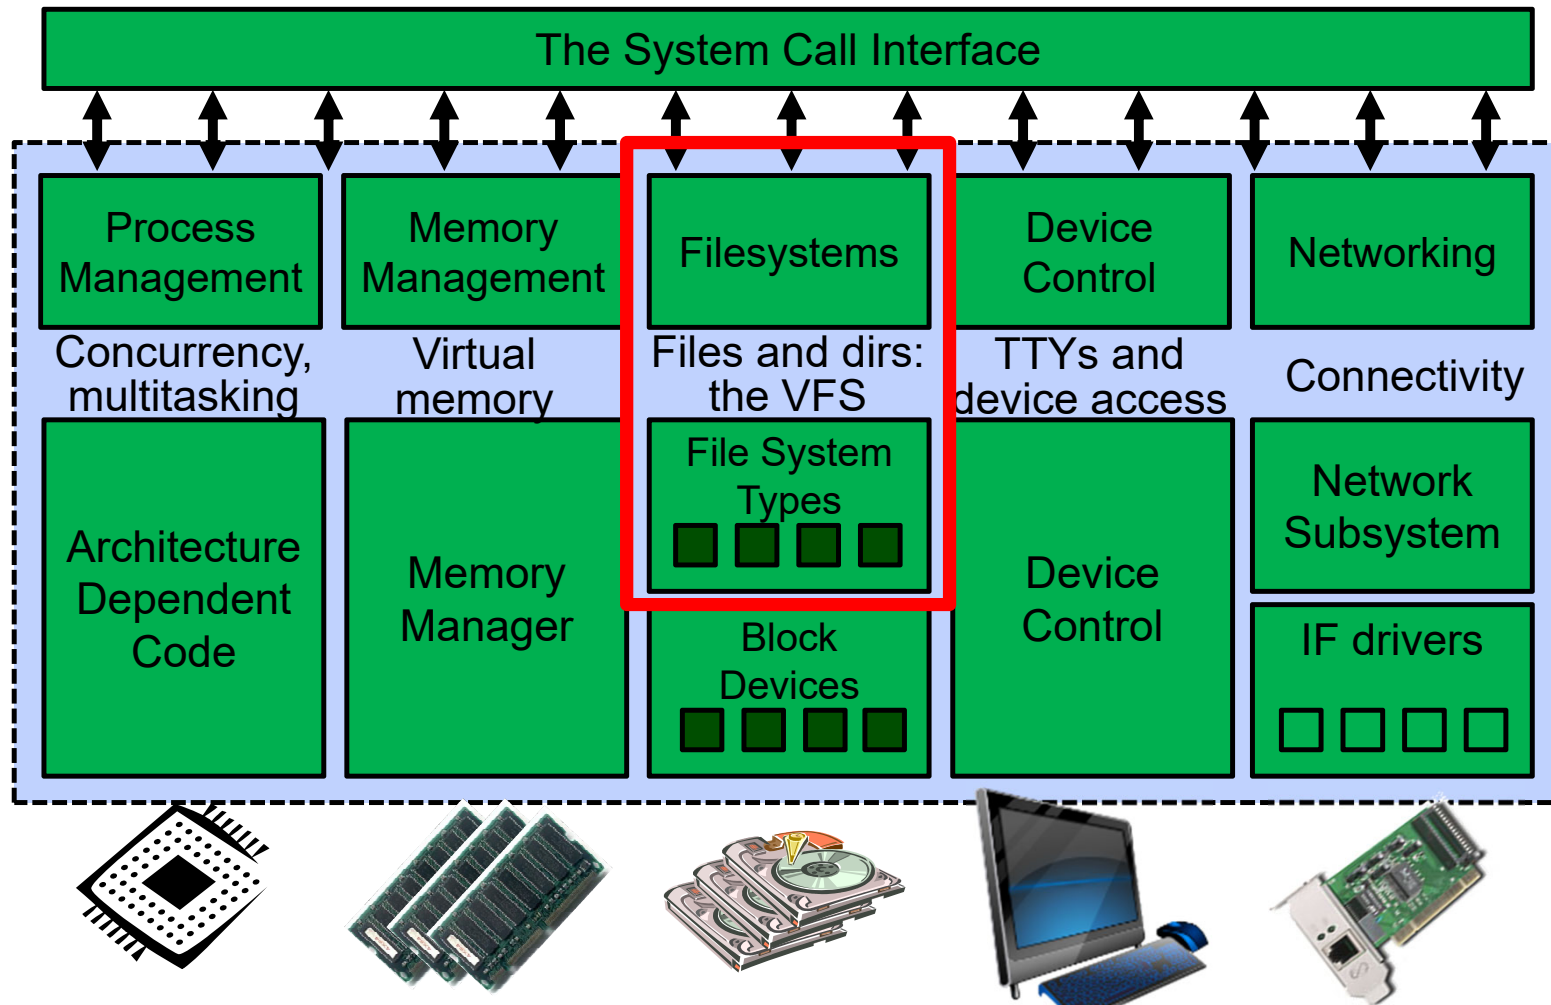 The System Call Interface
Process
Management
Memory
Management
Filesystems
Device
Control
Networking
Concurrency,
multitasking
Virtual
memory
Files and dirs:
the VFS
TTYs and
device access
Connectivity
Architecture
Dependent
Code
Memory
Manager
File System
Types
Block
Devices
Device
Control
Network
Subsystem
IF drivers